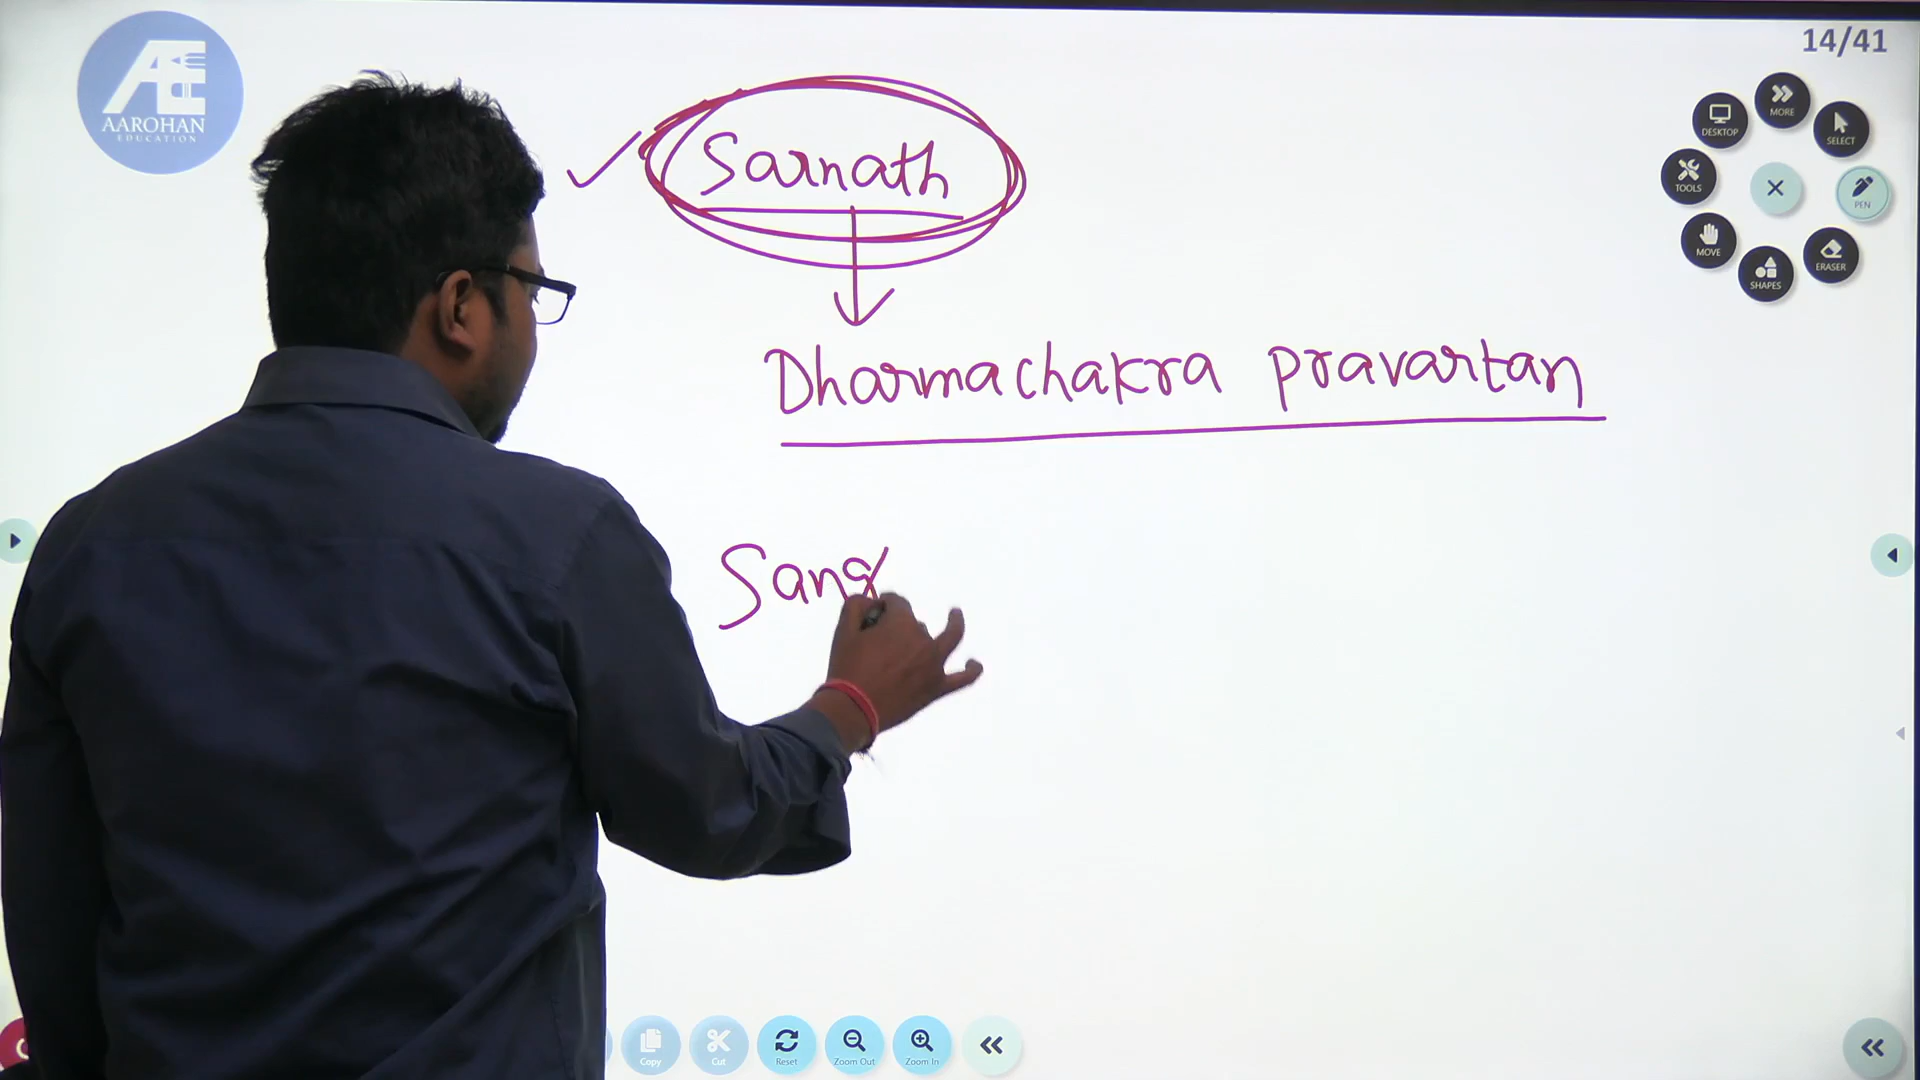 AAROHAN
EDUCATION
14/41
MORE
DESKTOP
SELECT
TOOLS
PEN
MOVE
ERASER
SHAPES
Sarnath
Dharmachakra pravartan
Sang
Copy
Cut
Reset
Zoom Out
Zoom In